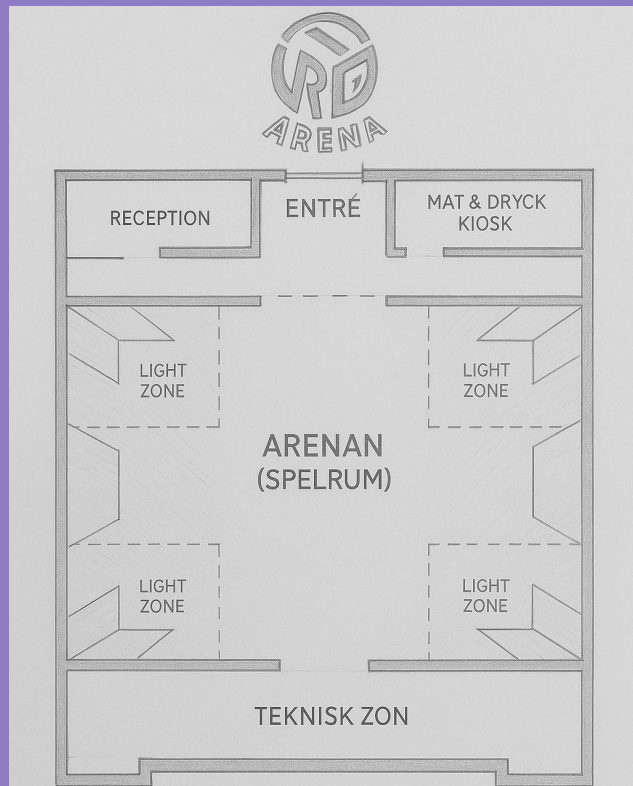 ARENA
RECEPTION
ENTRÉ
MAT & DRYCK
KIOSK
LIGHT
ZONE
LIGHT
ZONE
ARENAN
(SPELRUM)
LIGHT
ZONE
LIGHT
ZONE
TEKNISK ZON